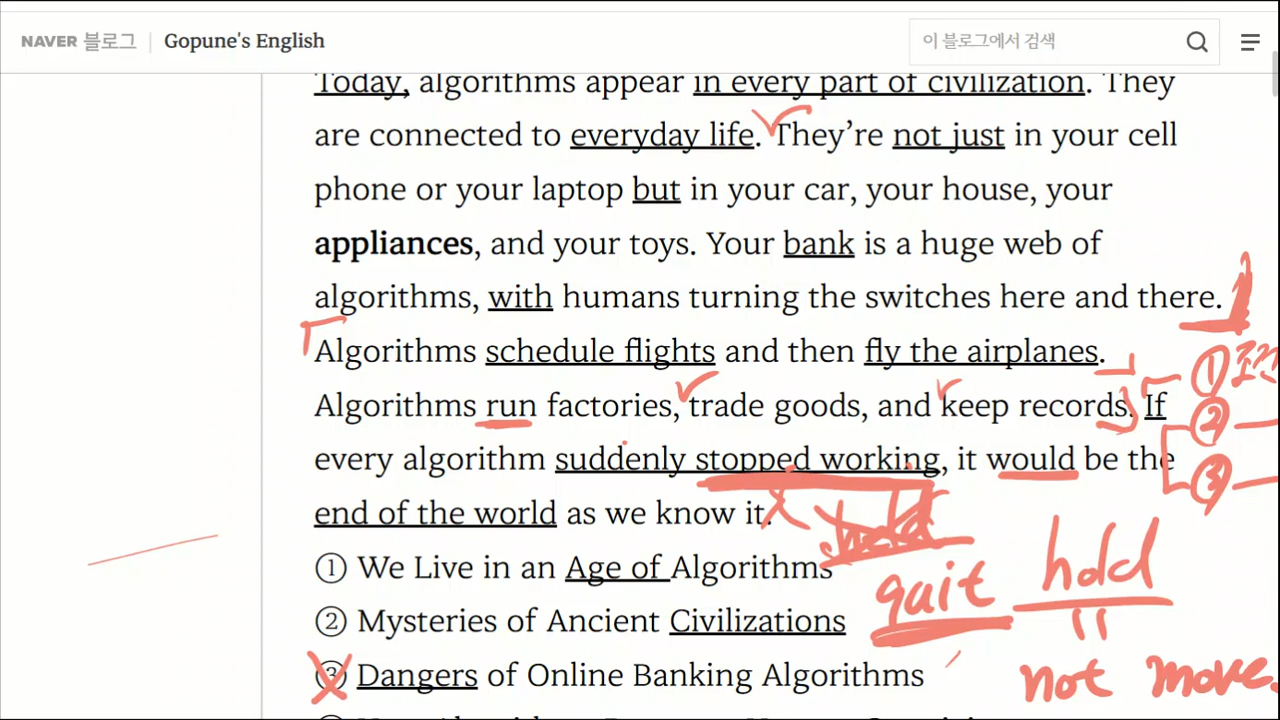 NAVER 블로그 | Gopune's English 이 블로그에서 검색
Today, algorithms appear in every part of civilization. They
are connected to everyday life. They're not just in your cell
phone or your laptop but in your car, your house, your
appliances, and your toys. Your bank is a huge web of
algorithms, with humans turning the switches here and there.
Algorithms schedule flights and then fly the airplanes.
① 조건
Algorithms run factories, trade goods, and keep records. If
②
every algorithm suddenly stopped working, it would be the
③
end of the world as we know it.
hold
① We Live in an Age of Algorithms
quit
② Mysteries of Ancient Civilizations
③ Dangers of Online Banking Algorithms
not move.